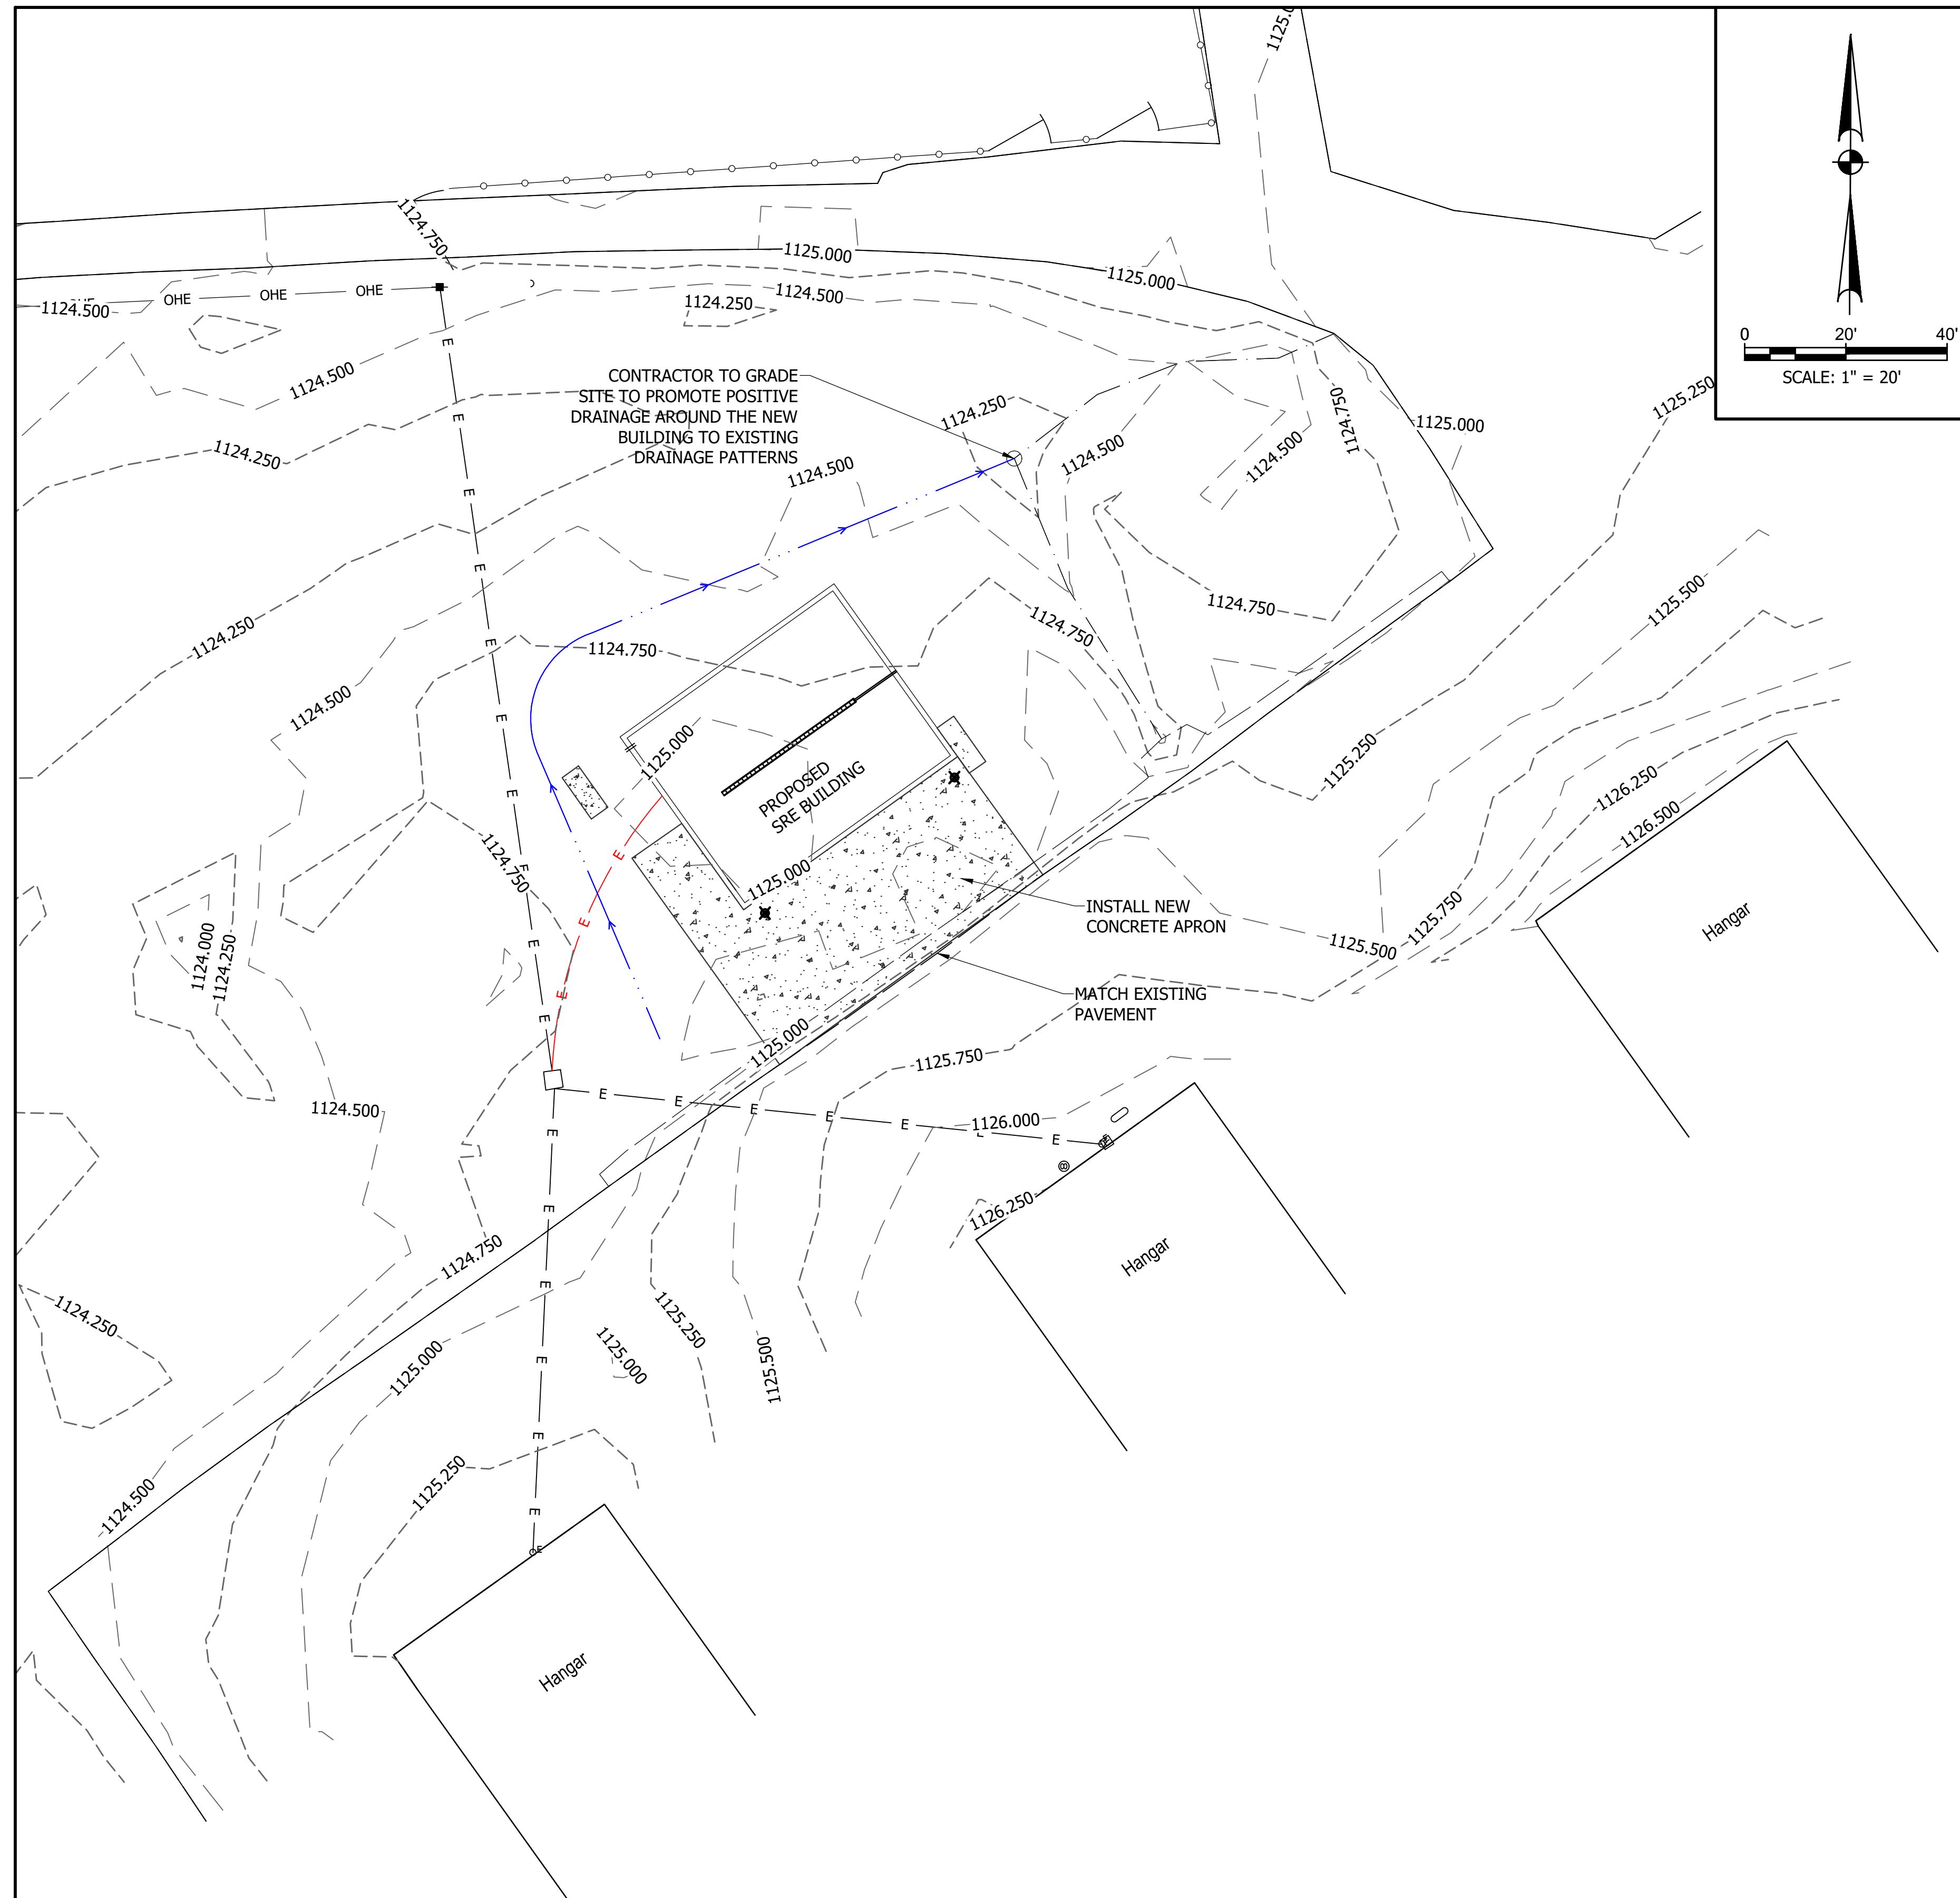 1125.0
0 20' 40'
SCALE: 1" = 20'
1124.750
1125.000
1125.000
OHE OHE OHE
1124.500
1124.250
1124.500
1124.500
CONTRACTOR TO GRADE
SITE TO PROMOTE POSITIVE
DRAINAGE AROUND THE NEW
BUILDING TO EXISTING
DRAINAGE PATTERNS
1124.250
1124.750
1125.000
1125.250
1124.250
1124.500
1124.500
1124.500
1124.250
1124.750
1124.750
1124.750
1125.500
1124.500
1125.000
PROPOSED
SRE BUILDING
1125.250
1126.250
1126.500
1124.750
1125.000
INSTALL NEW
CONCRETE APRON
Hangar
1125.750
1125.500
1124.000
1124.250
MATCH EXISTING
PAVEMENT
1125.000
1125.750
1124.500
1126.000
E E E E E E E
E E E E E E E E E E
E E E
E E E E E E
E
1126.250
Hangar
1124.750
1124.250
1125.250
1125.000
1125.000
1125.500
1125.250
1124.500
Hangar